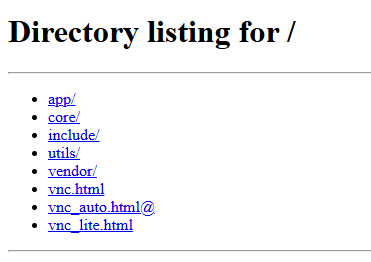 Directory listing for /
app/
core/
include/
utils/
vendor/
vnc.html
vnc_auto.html@
vnc_lite.html